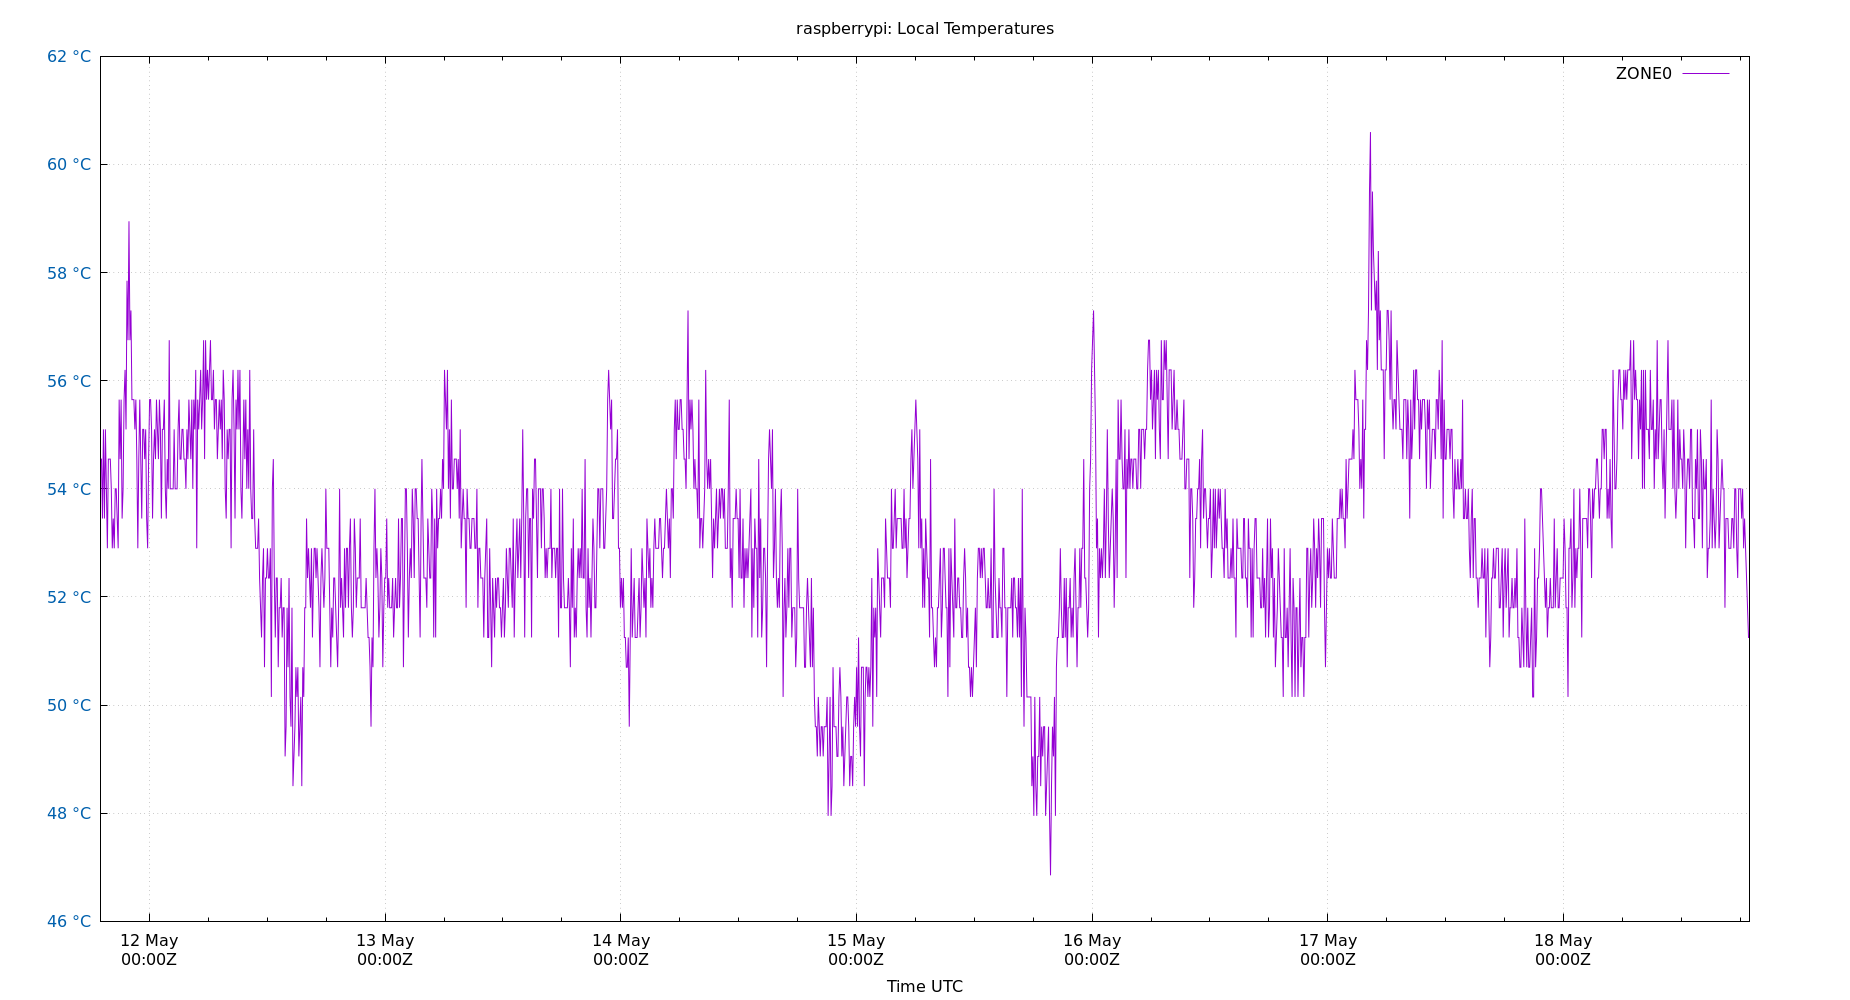 raspberrypi: Local Temperatures
62 °C
ZONE0
60 °C
58 °C
56 °C
54 °C
52 °C
50 °C
48 °C
46 °C
12 May 13 May 14 May 15 May 16 May 17 May 18 May
00:00Z 00:00Z 00:00Z 00:00Z 00:00Z 00:00Z 00:00Z
Time UTC